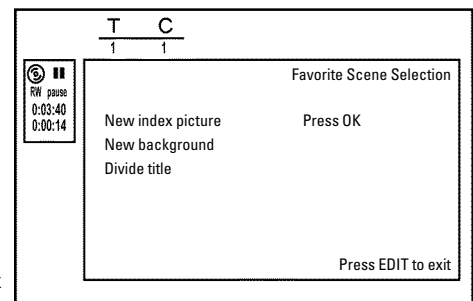 T C
1 1
RW pause
0:03:40
0:00:14
Favorite Scene Selection
New index picture Press OK
New background
Divide title
Press EDIT to exit